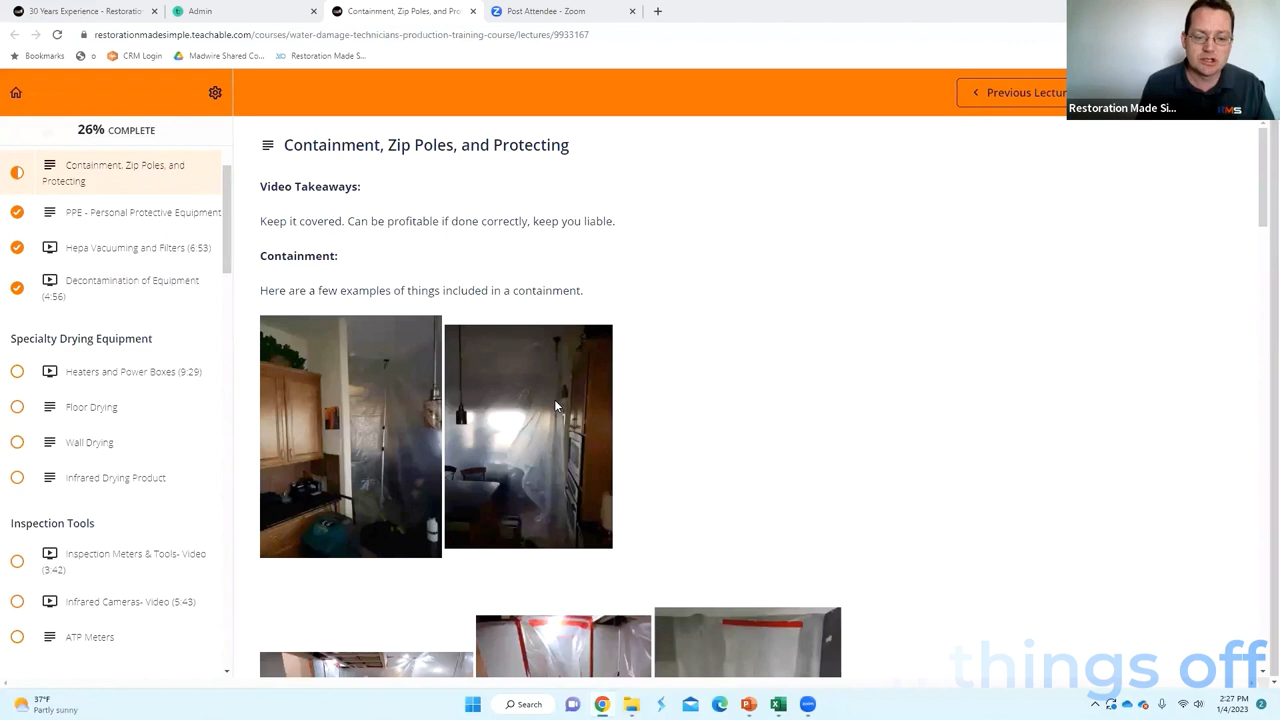 30 Years Experience - Restoratio
Admin
Containment, Zip Poles, and Pro
Post Attendee - Zoom
restorationmadesimple.teachable.com/courses/water-damage-technicians-production-training-course/lectures/9933167
Bookmarks
0
CRM Login
Madwire Shared Co...
Restoration Made S...
Previous Lectur
Restoration Made Si...
ITMS
26% COMPLETE
Containment, Zip Poles, and
Protecting
PPE - Personal Protective Equipment
Hepa Vacuuming and Filters (6:53)
Decontamination of Equipment
(4:56)
Specialty Drying Equipment
Heaters and Power Boxes (9:29)
Floor Drying
Wall Drying
Infrared Drying Product
Inspection Tools
Inspection Meters & Tools- Video
(3:42)
Infrared Cameras- Video (5:43)
ATP Meters
Containment, Zip Poles, and Protecting
Video Takeaways:
Keep it covered. Can be profitable if done correctly, keep you liable.
Containment:
Here are a few examples of things included in a containment.
things off
37°F
Partly sunny
Search
2:27 PM
1/4/2023
2